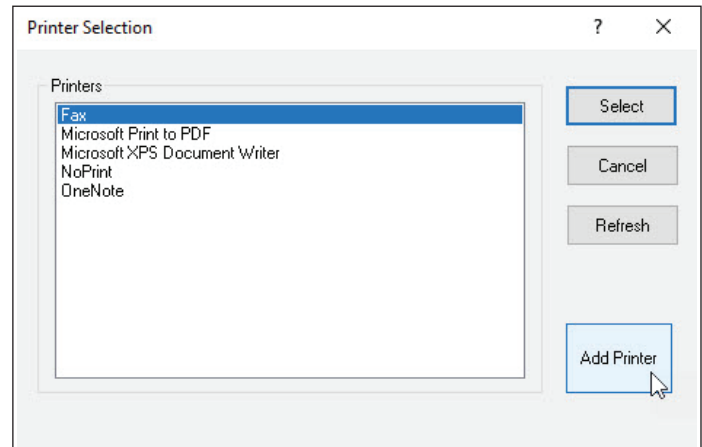 Printer Selection
?
Printers
Fax
Microsoft Print to PDF
Microsoft XPS Document Writer
NoPrint
OneNote
Select
Cancel
Refresh
Add Printer